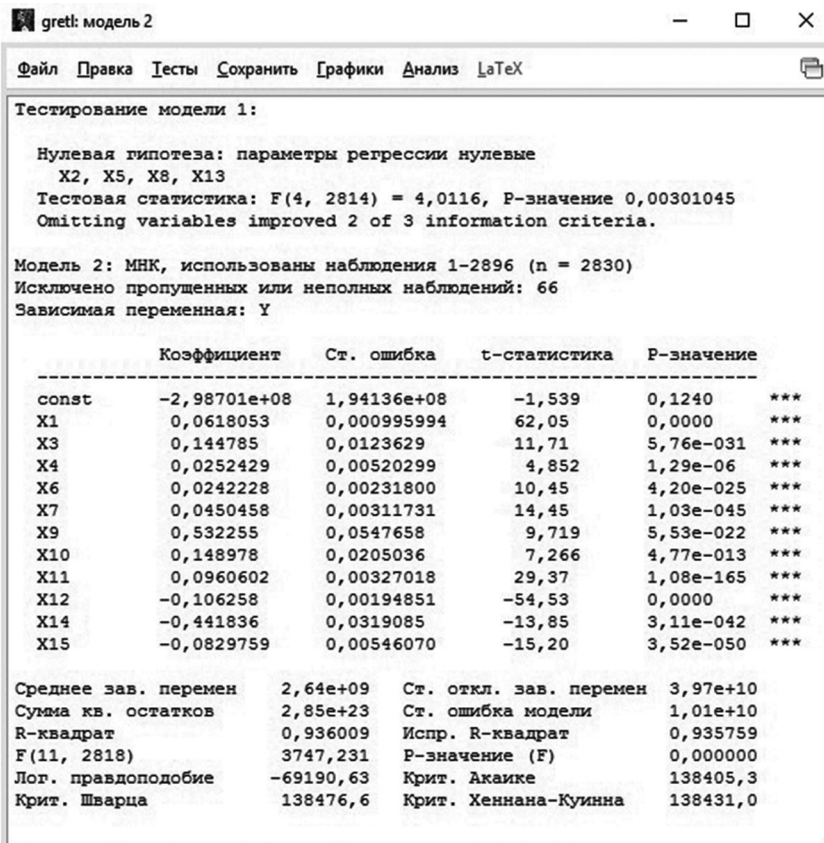 gretl: модель 2
Файл Правка Тесты Сохранить Графики Анализ LaTeX
Тестирование модели 1:
Нулевая гипотеза: параметры регрессии нулевые
X2, X5, X8, X13
Тестовая статистика: F(4, 2814) = 4,0116, P-значение 0,00301045
Omitting variables improved 2 of 3 information criteria.
Модель 2: МНК, использованы наблюдения 1-2896 (n = 2830)
Исключено пропущенных или неполных наблюдений: 66
Зависимая переменная: Y
Коэффициент Ст. ошибка t-статистика P-значение
---------------------------------------------------------------
const -2,98701e+08 1,94136e+08 -1,539 0,1240 ***
X1 0,0618053 0,000995994 62,05 0,0000 ***
X3 0,144785 0,0123629 11,71 5,76e-031 ***
X4 0,0252429 0,00520299 4,852 1,29e-06 ***
X6 0,0242228 0,00231800 10,45 4,20e-025 ***
X7 0,0450458 0,00311731 14,45 1,03e-045 ***
X9 0,532255 0,0547658 9,719 5,53e-022 ***
X10 0,148978 0,0205036 7,266 4,77e-013 ***
X11 0,0960602 0,00327018 29,37 1,08e-165 ***
X12 -0,106258 0,00194851 -54,53 0,0000 ***
X14 -0,441836 0,0319085 -13,85 3,11e-042 ***
X15 -0,0829759 0,00546070 -15,20 3,52e-050 ***
Среднее зав. перемен 2,64e+09 Ст. откл. зав. перемен 3,97e+10
Сумма кв. остатков 2,85e+23 Ст. ошибка модели 1,01e+10
R-квадрат 0,936009 Испр. R-квадрат 0,935759
F(11, 2818) 3747,231 P-значение (F) 0,000000
Лог. правдоподобие -69190,63 Крит. Акаике 138405,3
Крит. Шварца 138476,6 Крит. Хеннана-Куинна 138431,0